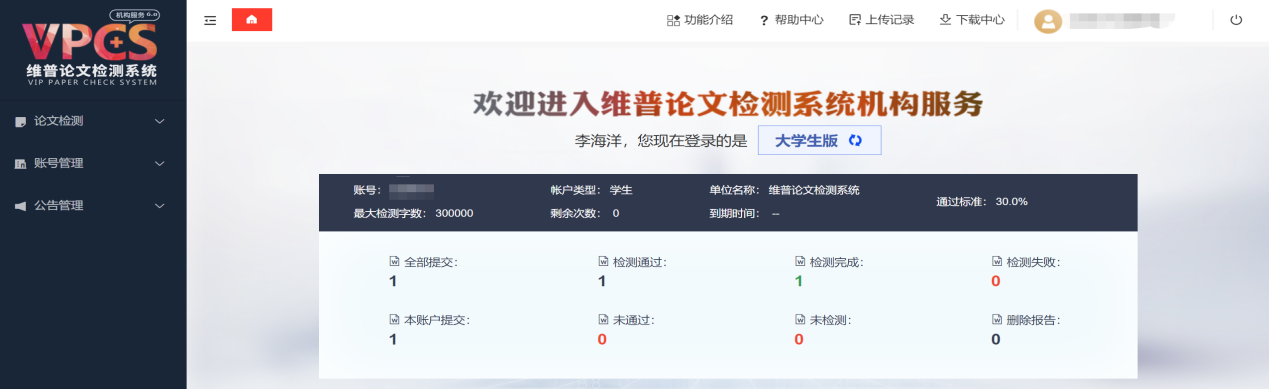 机构服务 6.0
VPCS
维普论文检测系统
VIP PAPER CHECK SYSTEM
论文检测
账号管理
公告管理
功能介绍 ? 帮助中心 上传记录 下载中心
欢迎进入维普论文检测系统机构服务
李海洋，您现在登录的是 大学生版
账号： 帐户类型： 学生 单位名称： 维普论文检测系统
通过标准： 30.0%
最大检测字数： 300000 剩余次数： 0 到期时间： --
全部提交： 检测通过： 检测完成： 检测失败：
1 1 1 0
本账户提交： 未通过： 未检测： 删除报告：
1 0 0 0